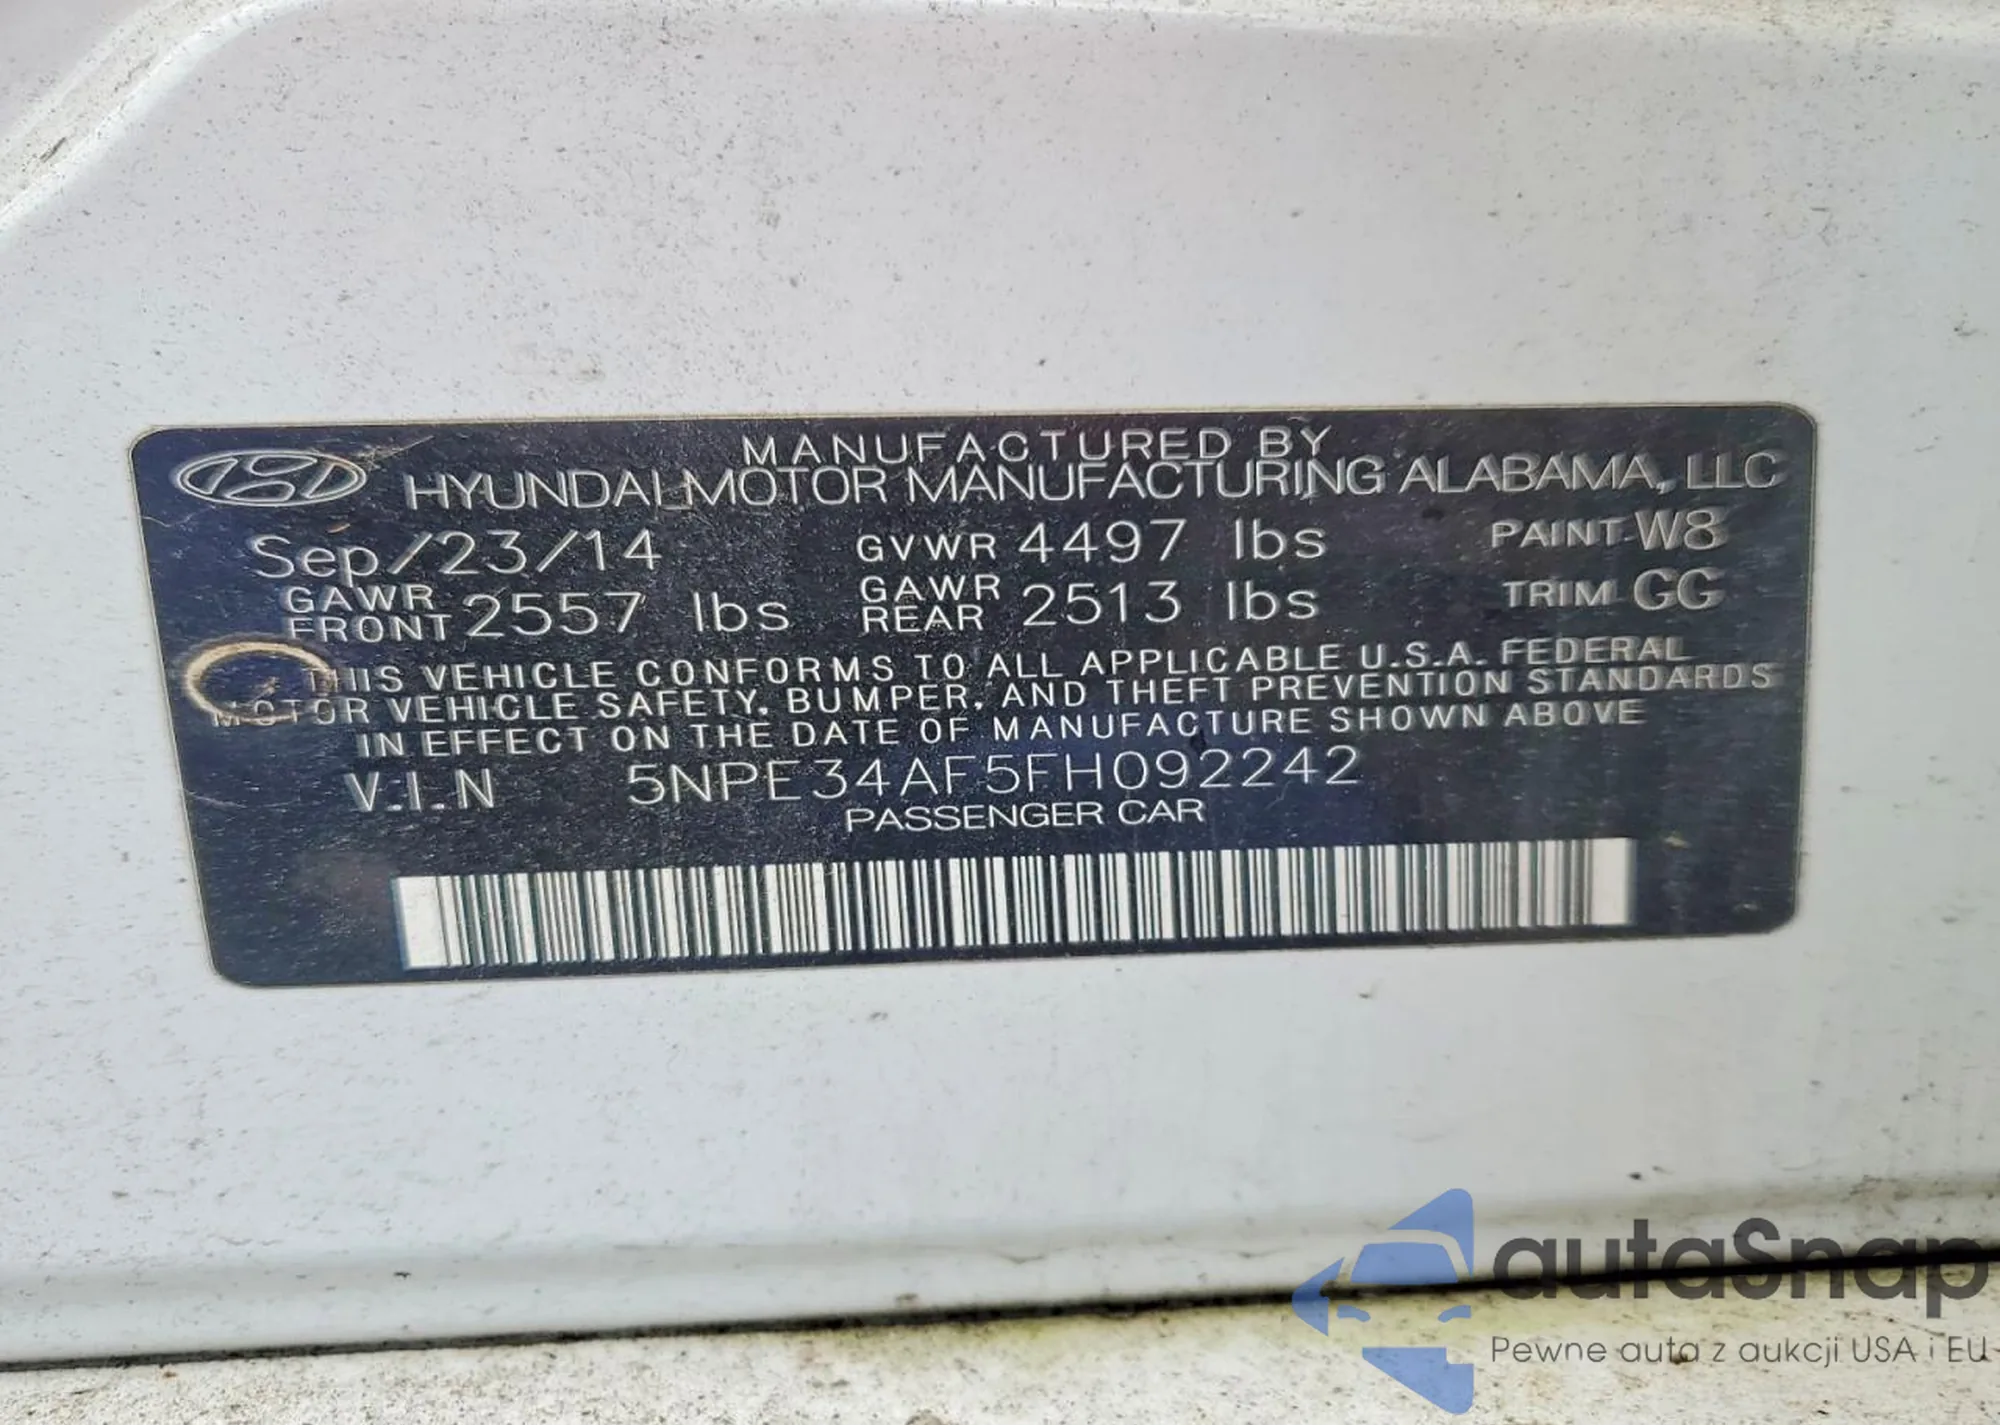 MANUFACTURED BY
HYUNDAI MOTOR MANUFACTURING ALABAMA, LLC
Sep/23/14 GVWR 4497 lbs PAINT W8
GAWR FRONT 2557 lbs GAWR REAR 2513 lbs TRIM GG
THIS VEHICLE CONFORMS TO ALL APPLICABLE U.S.A. FEDERAL
MOTOR VEHICLE SAFETY, BUMPER, AND THEFT PREVENTION STANDARDS
IN EFFECT ON THE DATE OF MANUFACTURE SHOWN ABOVE
V.I.N 5NPE34AF5FH092242
PASSENGER CAR
autaSnap
Pewne auta z aukcji USA i EU